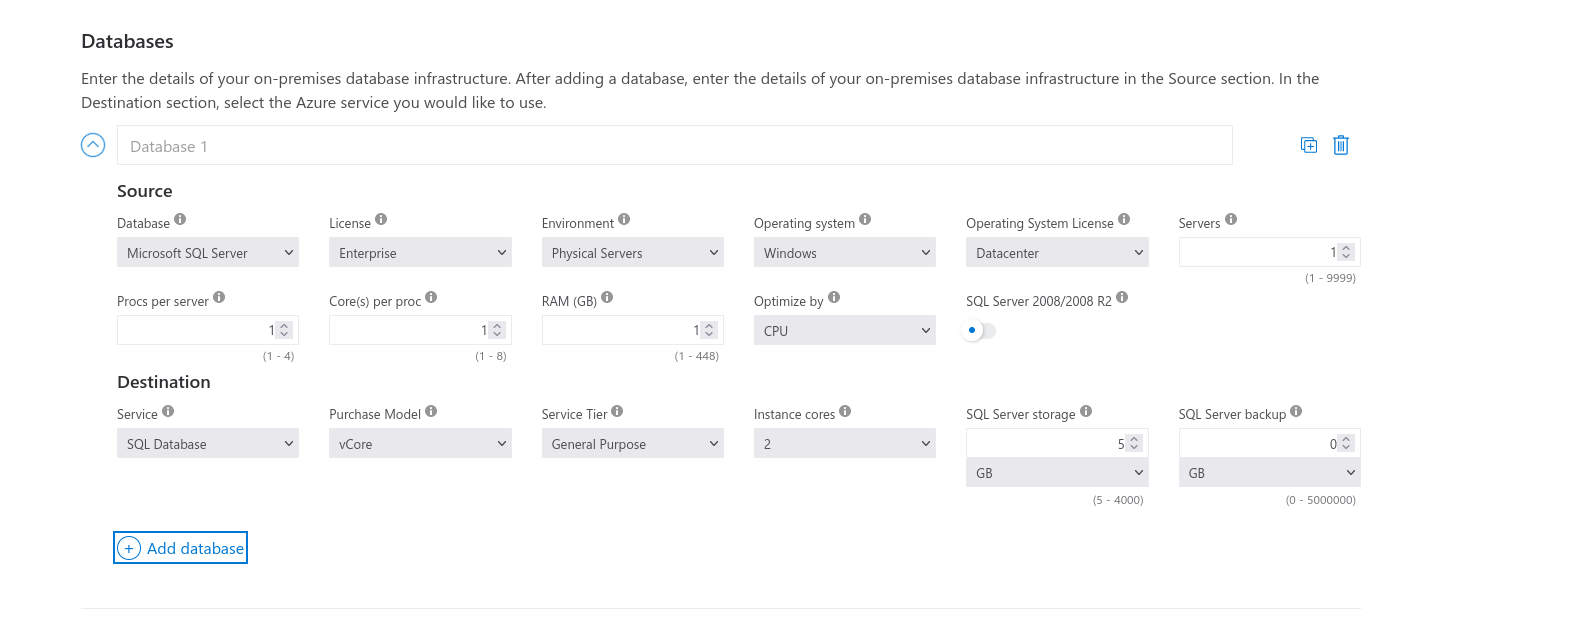 Databases
Enter the details of your on-premises database infrastructure. After adding a database, enter the details of your on-premises database infrastructure in the Source section. In the
Destination section, select the Azure service you would like to use.
Database 1
Source
Database License Environment Operating system Operating System License Servers
Microsoft SQL Server Enterprise Physical Servers Windows Datacenter 1
(1 - 9999)
Procs per server Core(s) per proc RAM (GB) Optimize by SQL Server 2008/2008 R2
1 1 1 CPU
(1 - 4) (1 - 8) (1 - 448)
Destination
Service Purchase Model Service Tier Instance cores SQL Server storage SQL Server backup
SQL Database vCore General Purpose 2 5 0
GB GB
(5 - 4000) (0 - 5000000)
Add database